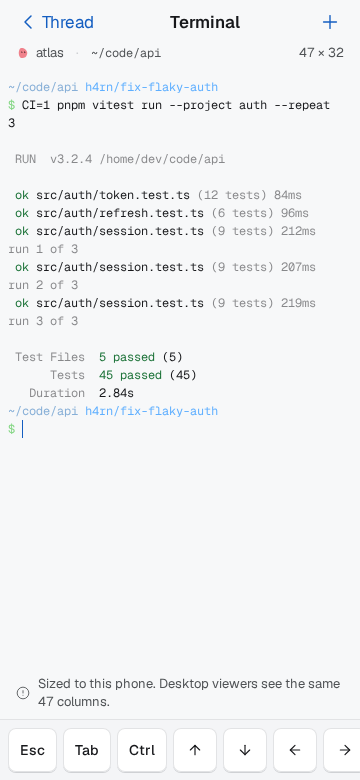 Thread
Terminal
atlas · ~/code/api
47 × 32
~/code/api h4rn/fix-flaky-auth
$ CI=1 pnpm vitest run --project auth --repeat
3
RUN v3.2.4 /home/dev/code/api
ok src/auth/token.test.ts (12 tests) 84ms
ok src/auth/refresh.test.ts (6 tests) 96ms
ok src/auth/session.test.ts (9 tests) 212ms
run 1 of 3
ok src/auth/session.test.ts (9 tests) 207ms
run 2 of 3
ok src/auth/session.test.ts (9 tests) 219ms
run 3 of 3
Test Files 5 passed (5)
Tests 45 passed (45)
Duration 2.84s
~/code/api h4rn/fix-flaky-auth
$
Sized to this phone. Desktop viewers see the same
47 columns.
Esc Tab Ctrl ↑ ↓ ← →